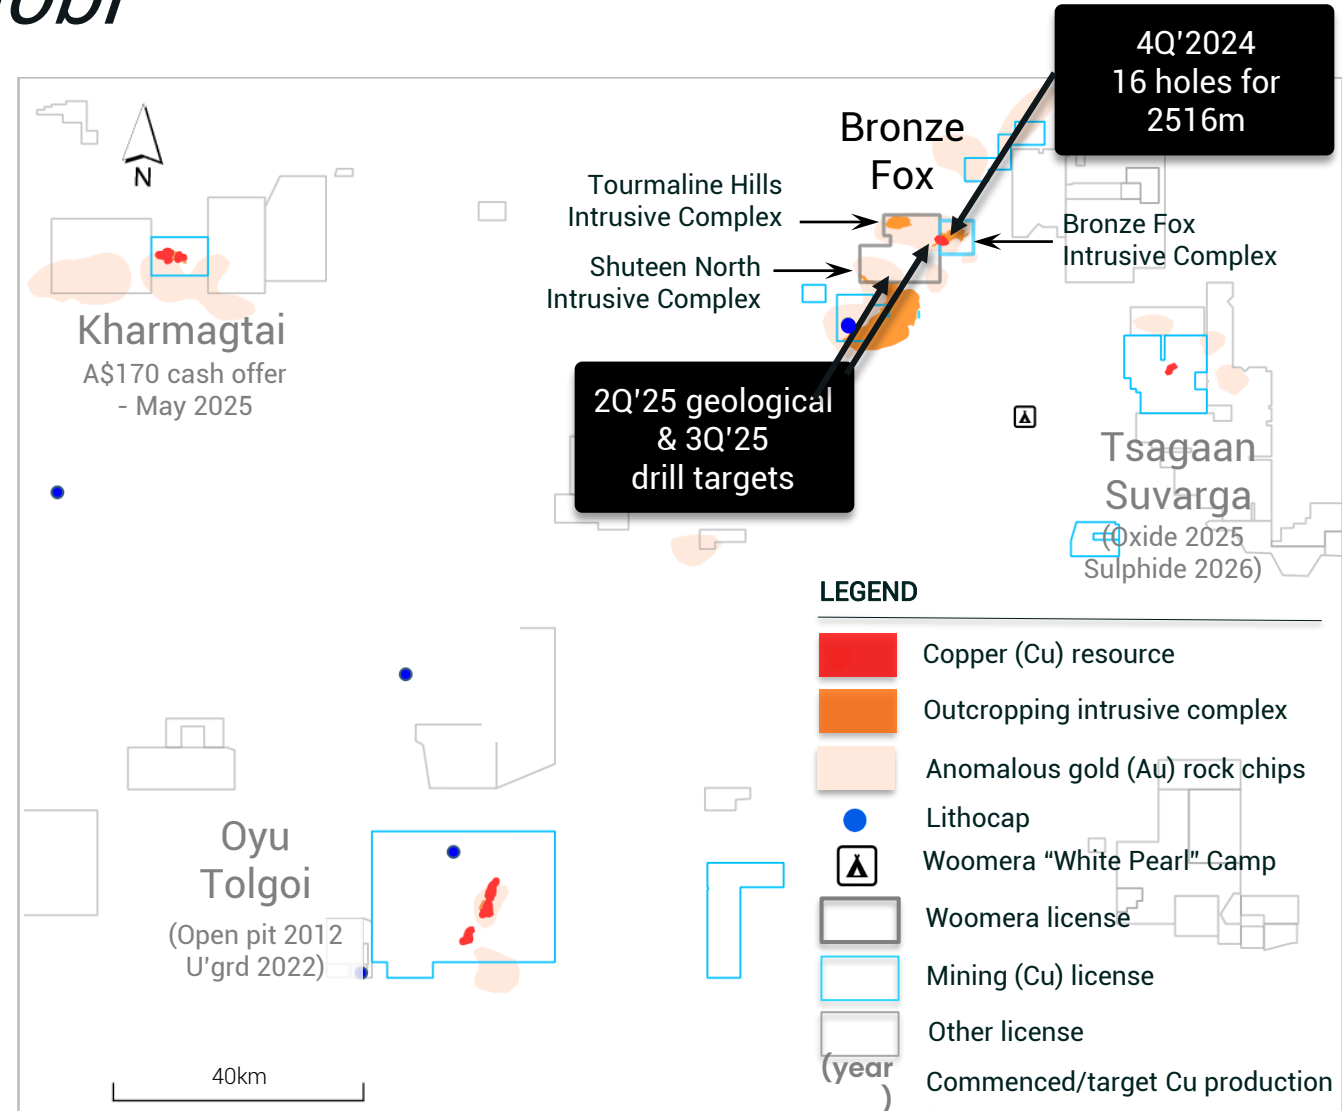 4Q'2024
16 holes for
2516m
N
Bronze
Fox
Tourmaline Hills
Intrusive Complex
Shuteen North
Intrusive Complex
Bronze Fox
Intrusive Complex
Kharmagtai
A$170 cash offer
- May 2025
2Q'25 geological
& 3Q'25
drill targets
Tsagaan
Suvarga
(Oxide 2025
Sulphide 2026)
Oyu
Tolgoi
(Open pit 2012
U'grd 2022)
40km
LEGEND
Copper (Cu) resource
Outcropping intrusive complex
Anomalous gold (Au) rock chips
Lithocap
Woomera “White Pearl” Camp
Woomera license
Mining (Cu) license
Other license
(year
)
Commenced/target Cu production